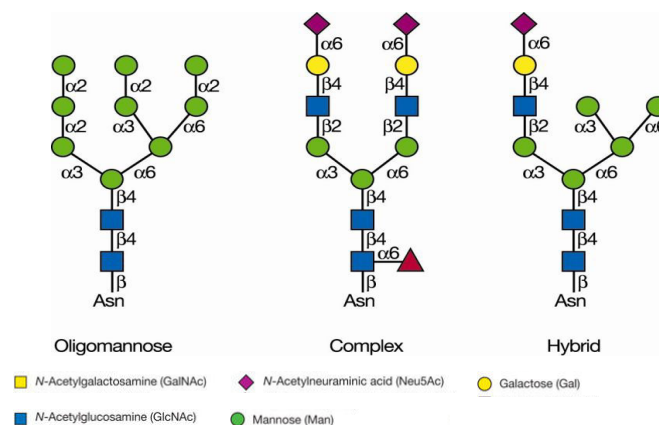 α6 α6 α6
α2 α2 α2 β4 β4 β4
α2 α3 α6 β2 β2 β2 α3 α6
α3 α6 α3 α6 α3 α6
β4 β4 β4
β4 β4 β4
α6
β β β
Asn Asn Asn
Oligomannose Complex Hybrid
N-Acetylgalactosamine (GalNAc) N-Acetylneuraminic acid (Neu5Ac) Galactose (Gal)
N-Acetylglucosamine (GlcNAc) Mannose (Man)